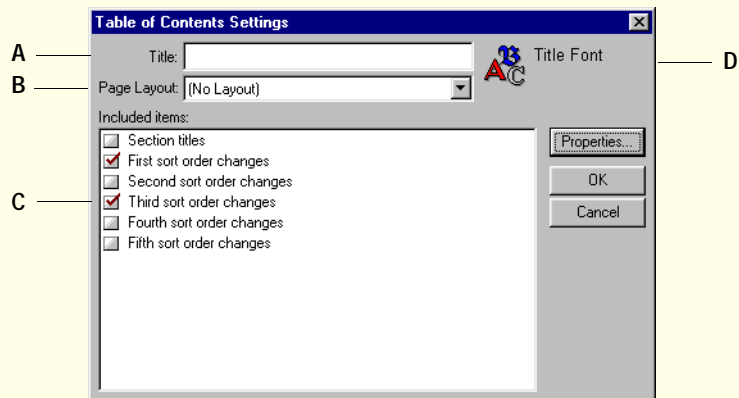 Table of Contents Settings
A
Title:
Title Font
D
B
Page Layout: (No Layout)
Included items:
Section titles
First sort order changes
Second sort order changes
C
Third sort order changes
Fourth sort order changes
Fifth sort order changes
Properties...
OK
Cancel